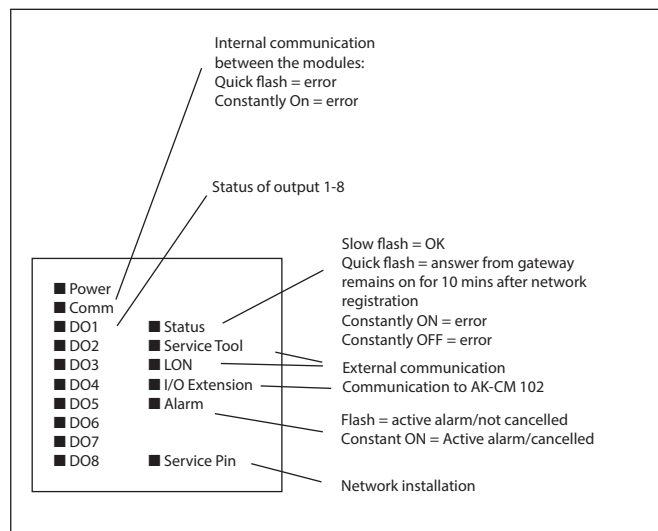 Internal communication
between the modules:
Quick flash = error
Constantly On = error
Status of output 1-8
Slow flash = OK
Quick flash = answer from gateway
remains on for 10 mins after network
registration
Constantly ON = error
Constantly OFF = error
External communication
Communication to AK-CM 102
Flash = active alarm/not cancelled
Constant ON = Active alarm/cancelled
Network installation
■ Power
■ Comm
■ DO1 ■ Status
■ DO2 ■ Service Tool
■ DO3 ■ LON
■ DO4 ■ I/O Extension
■ DO5 ■ Alarm
■ DO6
■ DO7
■ DO8 ■ Service Pin